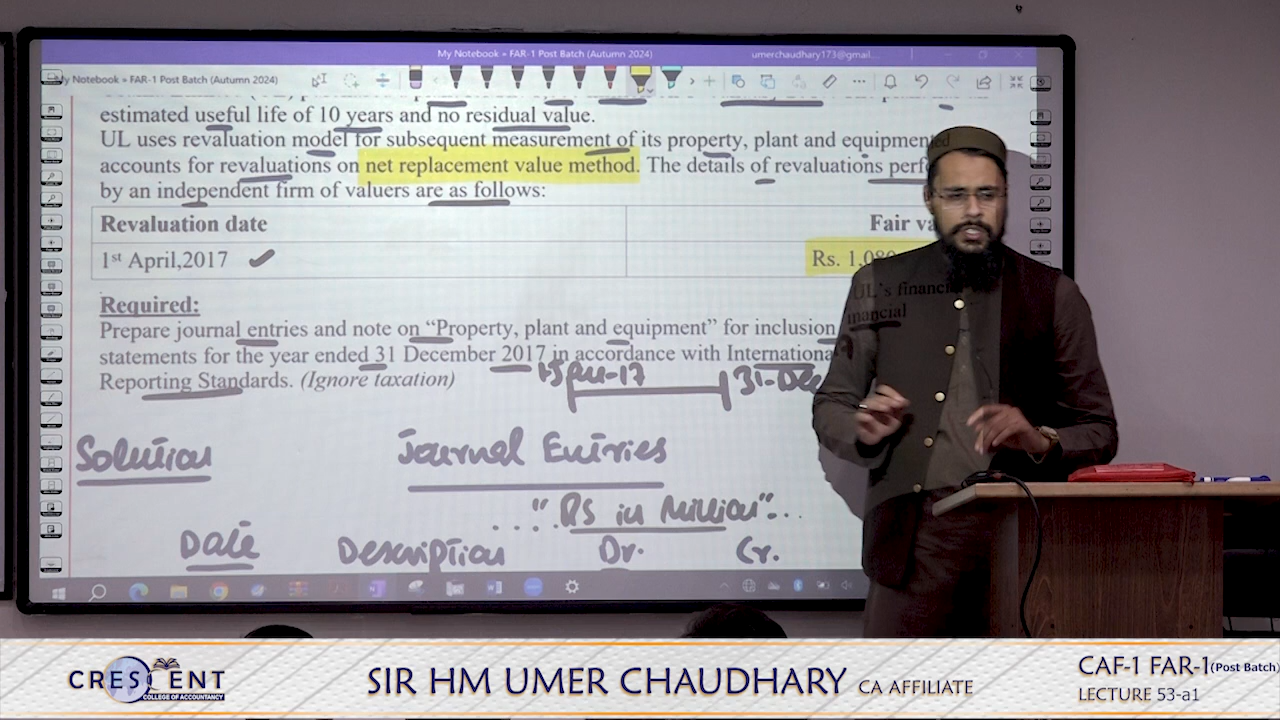 My Notebook » FAR-1 Post Batch (Autumn 2024) umerchaudhary173@gmail....
My Notebook » FAR-1 Post Batch (Autumn 2024)
estimated useful life of 10 years and no residual value.
UL uses revaluation model for subsequent measurement of its property, plant and equipment
accounts for revaluations on net replacement value method. The details of revaluations perf
by an independent firm of valuers are as follows:
Revaluation date Fair va
1st April,2017 Rs. 1,080
Required:
Prepare journal entries and note on “Property, plant and equipment” for inclusion UL's financi
statements for the year ended 31 December 2017 in accordance with Internationa nancial
Reporting Standards. (Ignore taxation)
1-Jan-17 31-Dec
Solution Journal Entries
...“RS in Million”...
Date Description Dr. Cr.
CRESCENT
COLLEGE OF ACCOUNTANCY
SIR HM UMER CHAUDHARY CA AFFILIATE
CAF-1 FAR-1(Post Batch)
LECTURE 53-a1